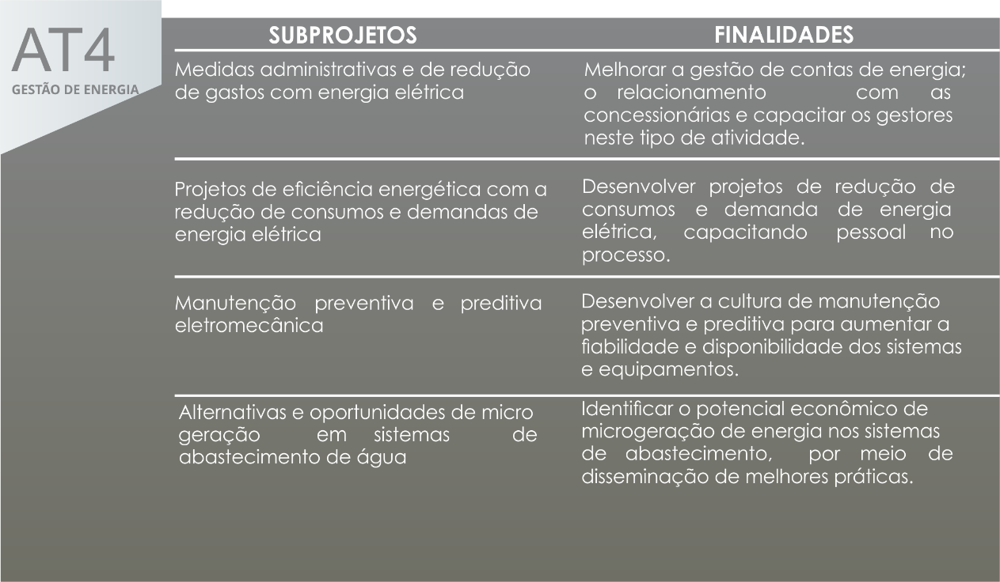 AT4
GESTÃO DE ENERGIA
SUBPROJETOS
FINALIDADES
Medidas administrativas e de redução
de gastos com energia elétrica
Melhorar a gestão de contas de energia;
o relacionamento com as
concessionárias e capacitar os gestores
neste tipo de atividade.
Projetos de eficiência energética com a
redução de consumos e demandas de
energia elétrica
Desenvolver projetos de redução de
consumos e demanda de energia
elétrica, capacitando pessoal no
processo.
Manutenção preventiva e preditiva
eletromecânica
Desenvolver a cultura de manutenção
preventiva e preditiva para aumentar a
fiabilidade e disponibilidade dos sistemas
e equipamentos.
Alternativas e oportunidades de micro
geração em sistemas de
abastecimento de água
Identificar o potencial econômico de
microgeração de energia nos sistemas
de abastecimento, por meio de
disseminação de melhores práticas.